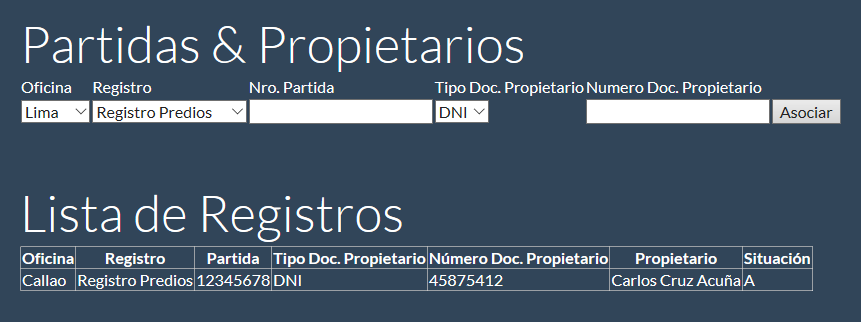 Partidas & Propietarios
Oficina Registro Nro. Partida Tipo Doc. Propietario Numero Doc. Propietario
Lima Registro Predios DNI Asociar
Lista de Registros
Oficina Registro Partida Tipo Doc. Propietario Número Doc. Propietario Propietario Situación
Callao Registro Predios 12345678 DNI 45875412 Carlos Cruz Acuña A